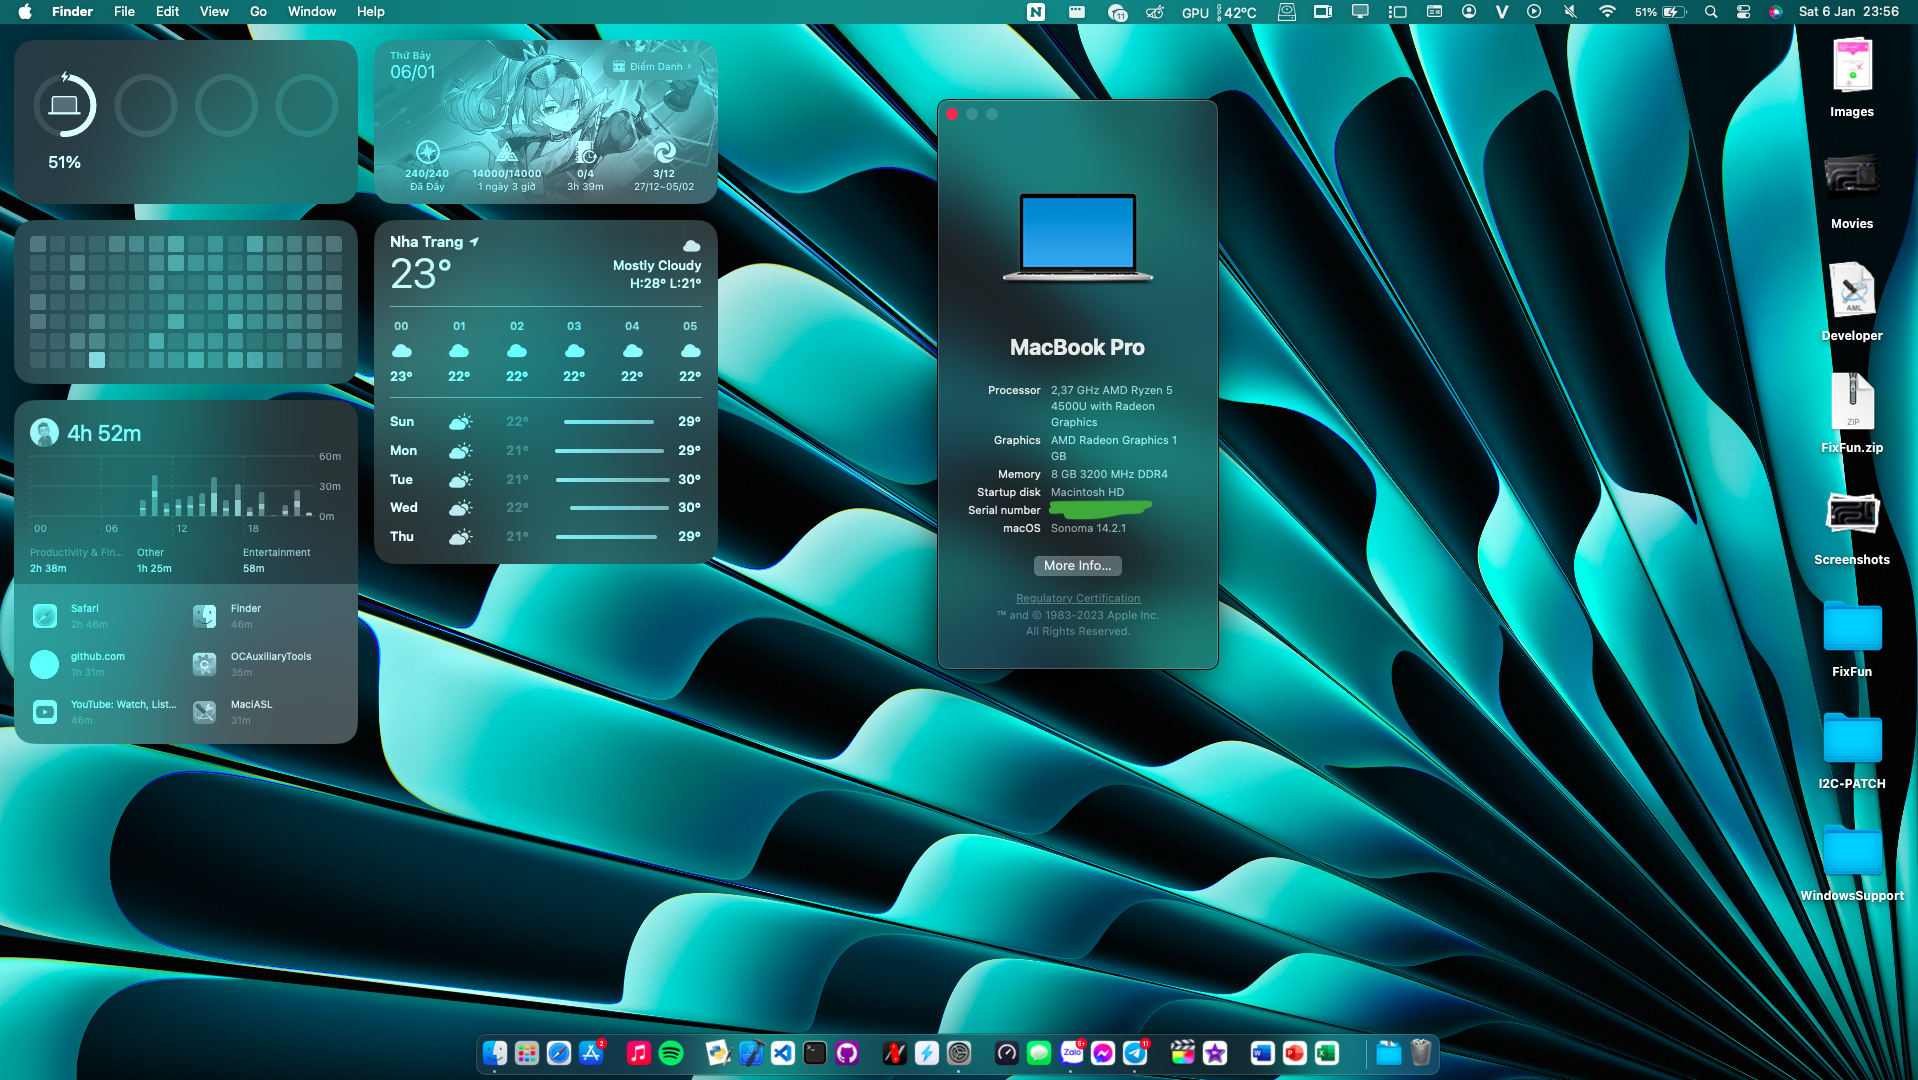 Finder File Edit View Go Window Help
N 11 GPU 42°C V 51% Sat 6 Jan 23:56
51%
Thứ Bảy
06/01
Điểm Danh
240/240 14000/14000 0/4 3/12
Đã Đầy 1 ngày 3 giờ 3h 39m 27/12~05/02
Nha Trang
23°
Mostly Cloudy
H:28° L:21°
00 01 02 03 04 05
23° 22° 22° 22° 22° 22°
Sun 22° 29°
Mon 21° 29°
Tue 21° 30°
Wed 22° 30°
Thu 21° 29°
4h 52m
60m
30m
0m
00 06 12 18
Productivity & Fin... Other Entertainment
2h 38m 1h 25m 58m
Safari Finder
2h 46m 46m
github.com OCAuxiliaryTools
1h 31m 35m
YouTube: Watch, List... MaciASL
46m 31m
MacBook Pro
Processor 2,37 GHz AMD Ryzen 5
4500U with Radeon
Graphics
Graphics AMD Radeon Graphics 1
GB
Memory 8 GB 3200 MHz DDR4
Startup disk Macintosh HD
Serial number
macOS Sonoma 14.2.1
More Info...
Regulatory Certification
™ and © 1983-2023 Apple Inc.
All Rights Reserved.
Images
Movies
AML
Developer
ZIP
FixFun.zip
Screenshots
FixFun
I2C-PATCH
WindowsSupport
2
Zalo
6+
11
W
P
X